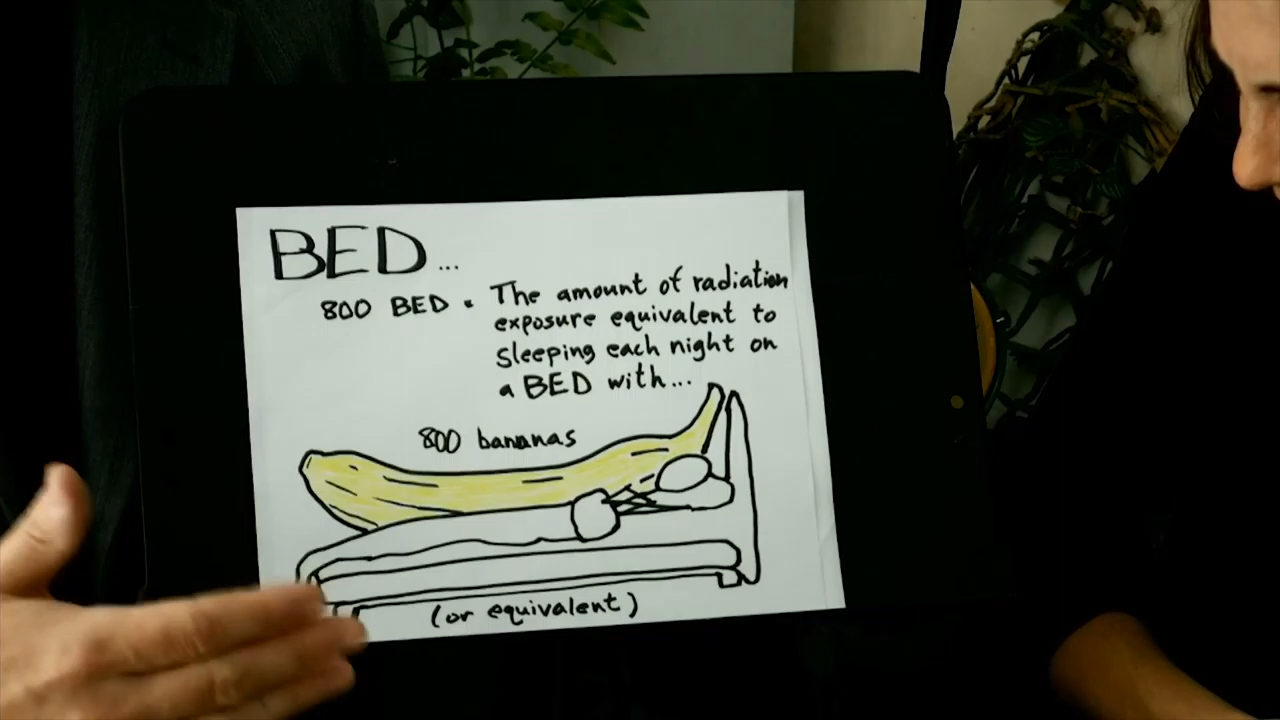 BED...
800 BED = The amount of radiation
exposure equivalent to
sleeping each night on
a BED with...
800 bananas
(or equivalent)